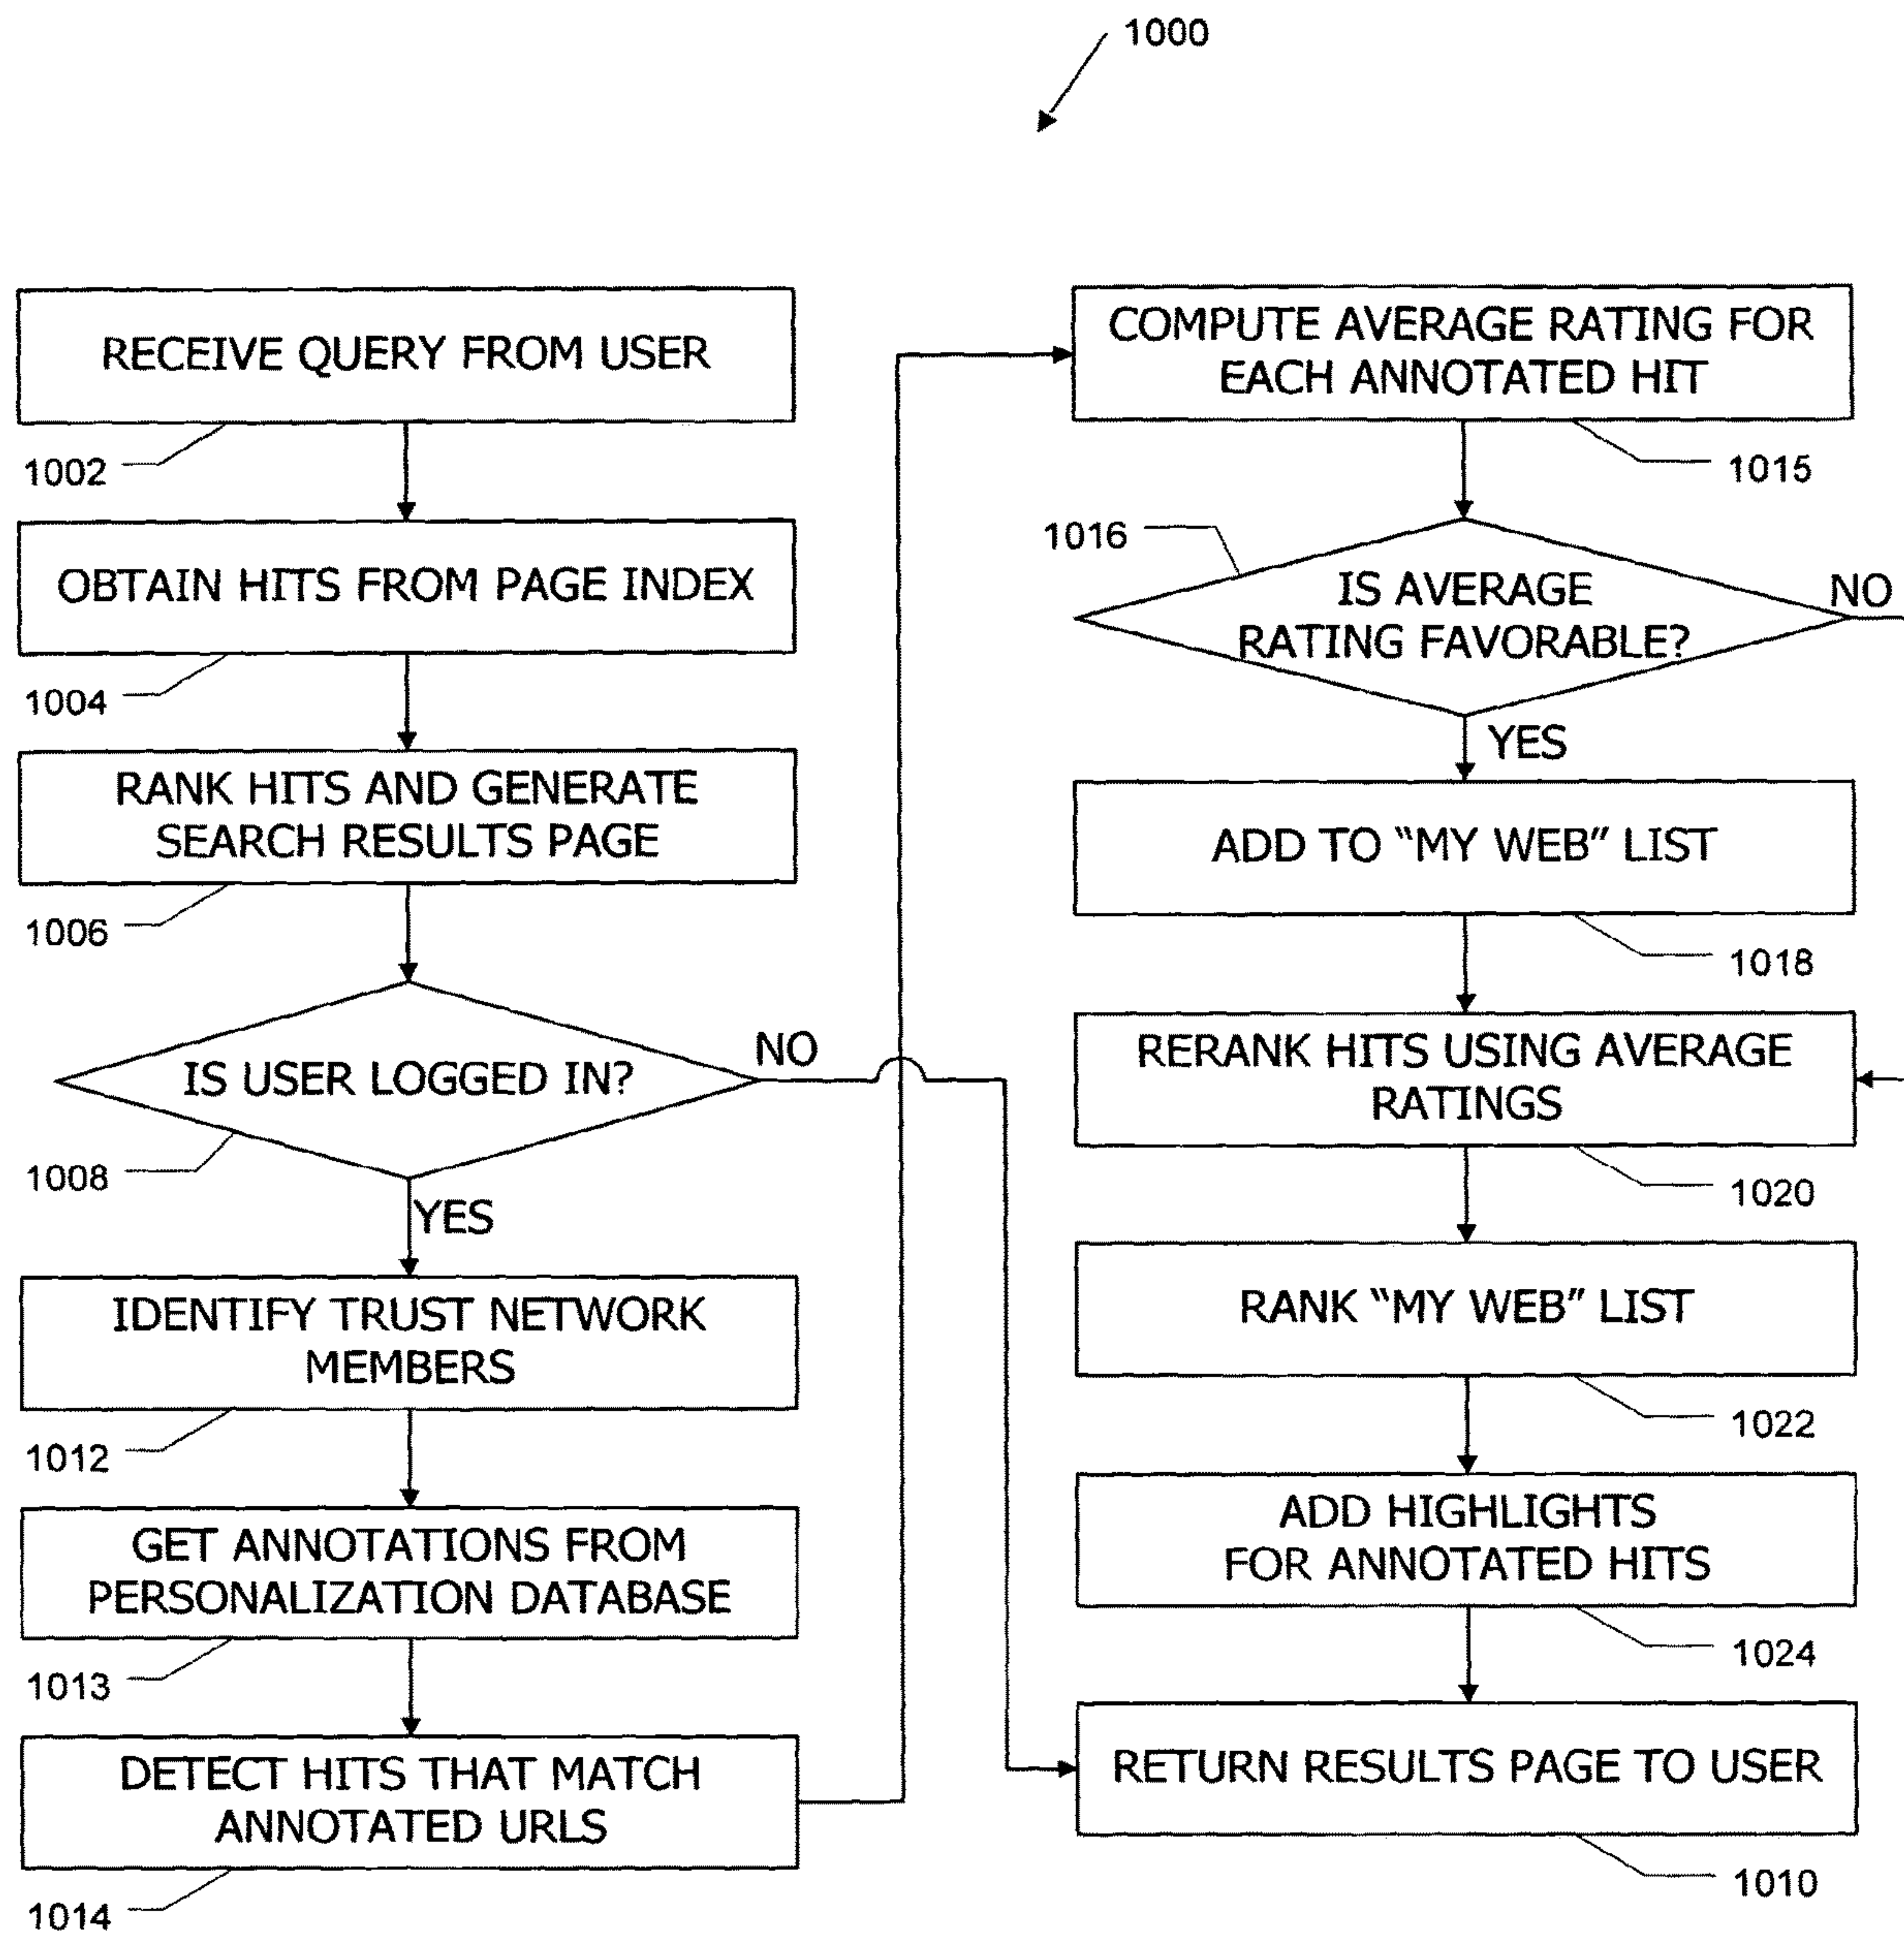 1000
RECEIVE QUERY FROM USER
1002
OBTAIN HITS FROM PAGE INDEX
1004
RANK HITS AND GENERATE
SEARCH RESULTS PAGE
1006
IS USER LOGGED IN?
NO
1008
YES
IDENTIFY TRUST NETWORK
MEMBERS
1012
GET ANNOTATIONS FROM
PERSONALIZATION DATABASE
1013
DETECT HITS THAT MATCH
ANNOTATED URLS
1014
COMPUTE AVERAGE RATING FOR
EACH ANNOTATED HIT
1015
1016
IS AVERAGE
RATING FAVORABLE?
NO
YES
ADD TO “MY WEB” LIST
1018
RERANK HITS USING AVERAGE
RATINGS
1020
RANK “MY WEB” LIST
1022
ADD HIGHLIGHTS
FOR ANNOTATED HITS
1024
RETURN RESULTS PAGE TO USER
1010